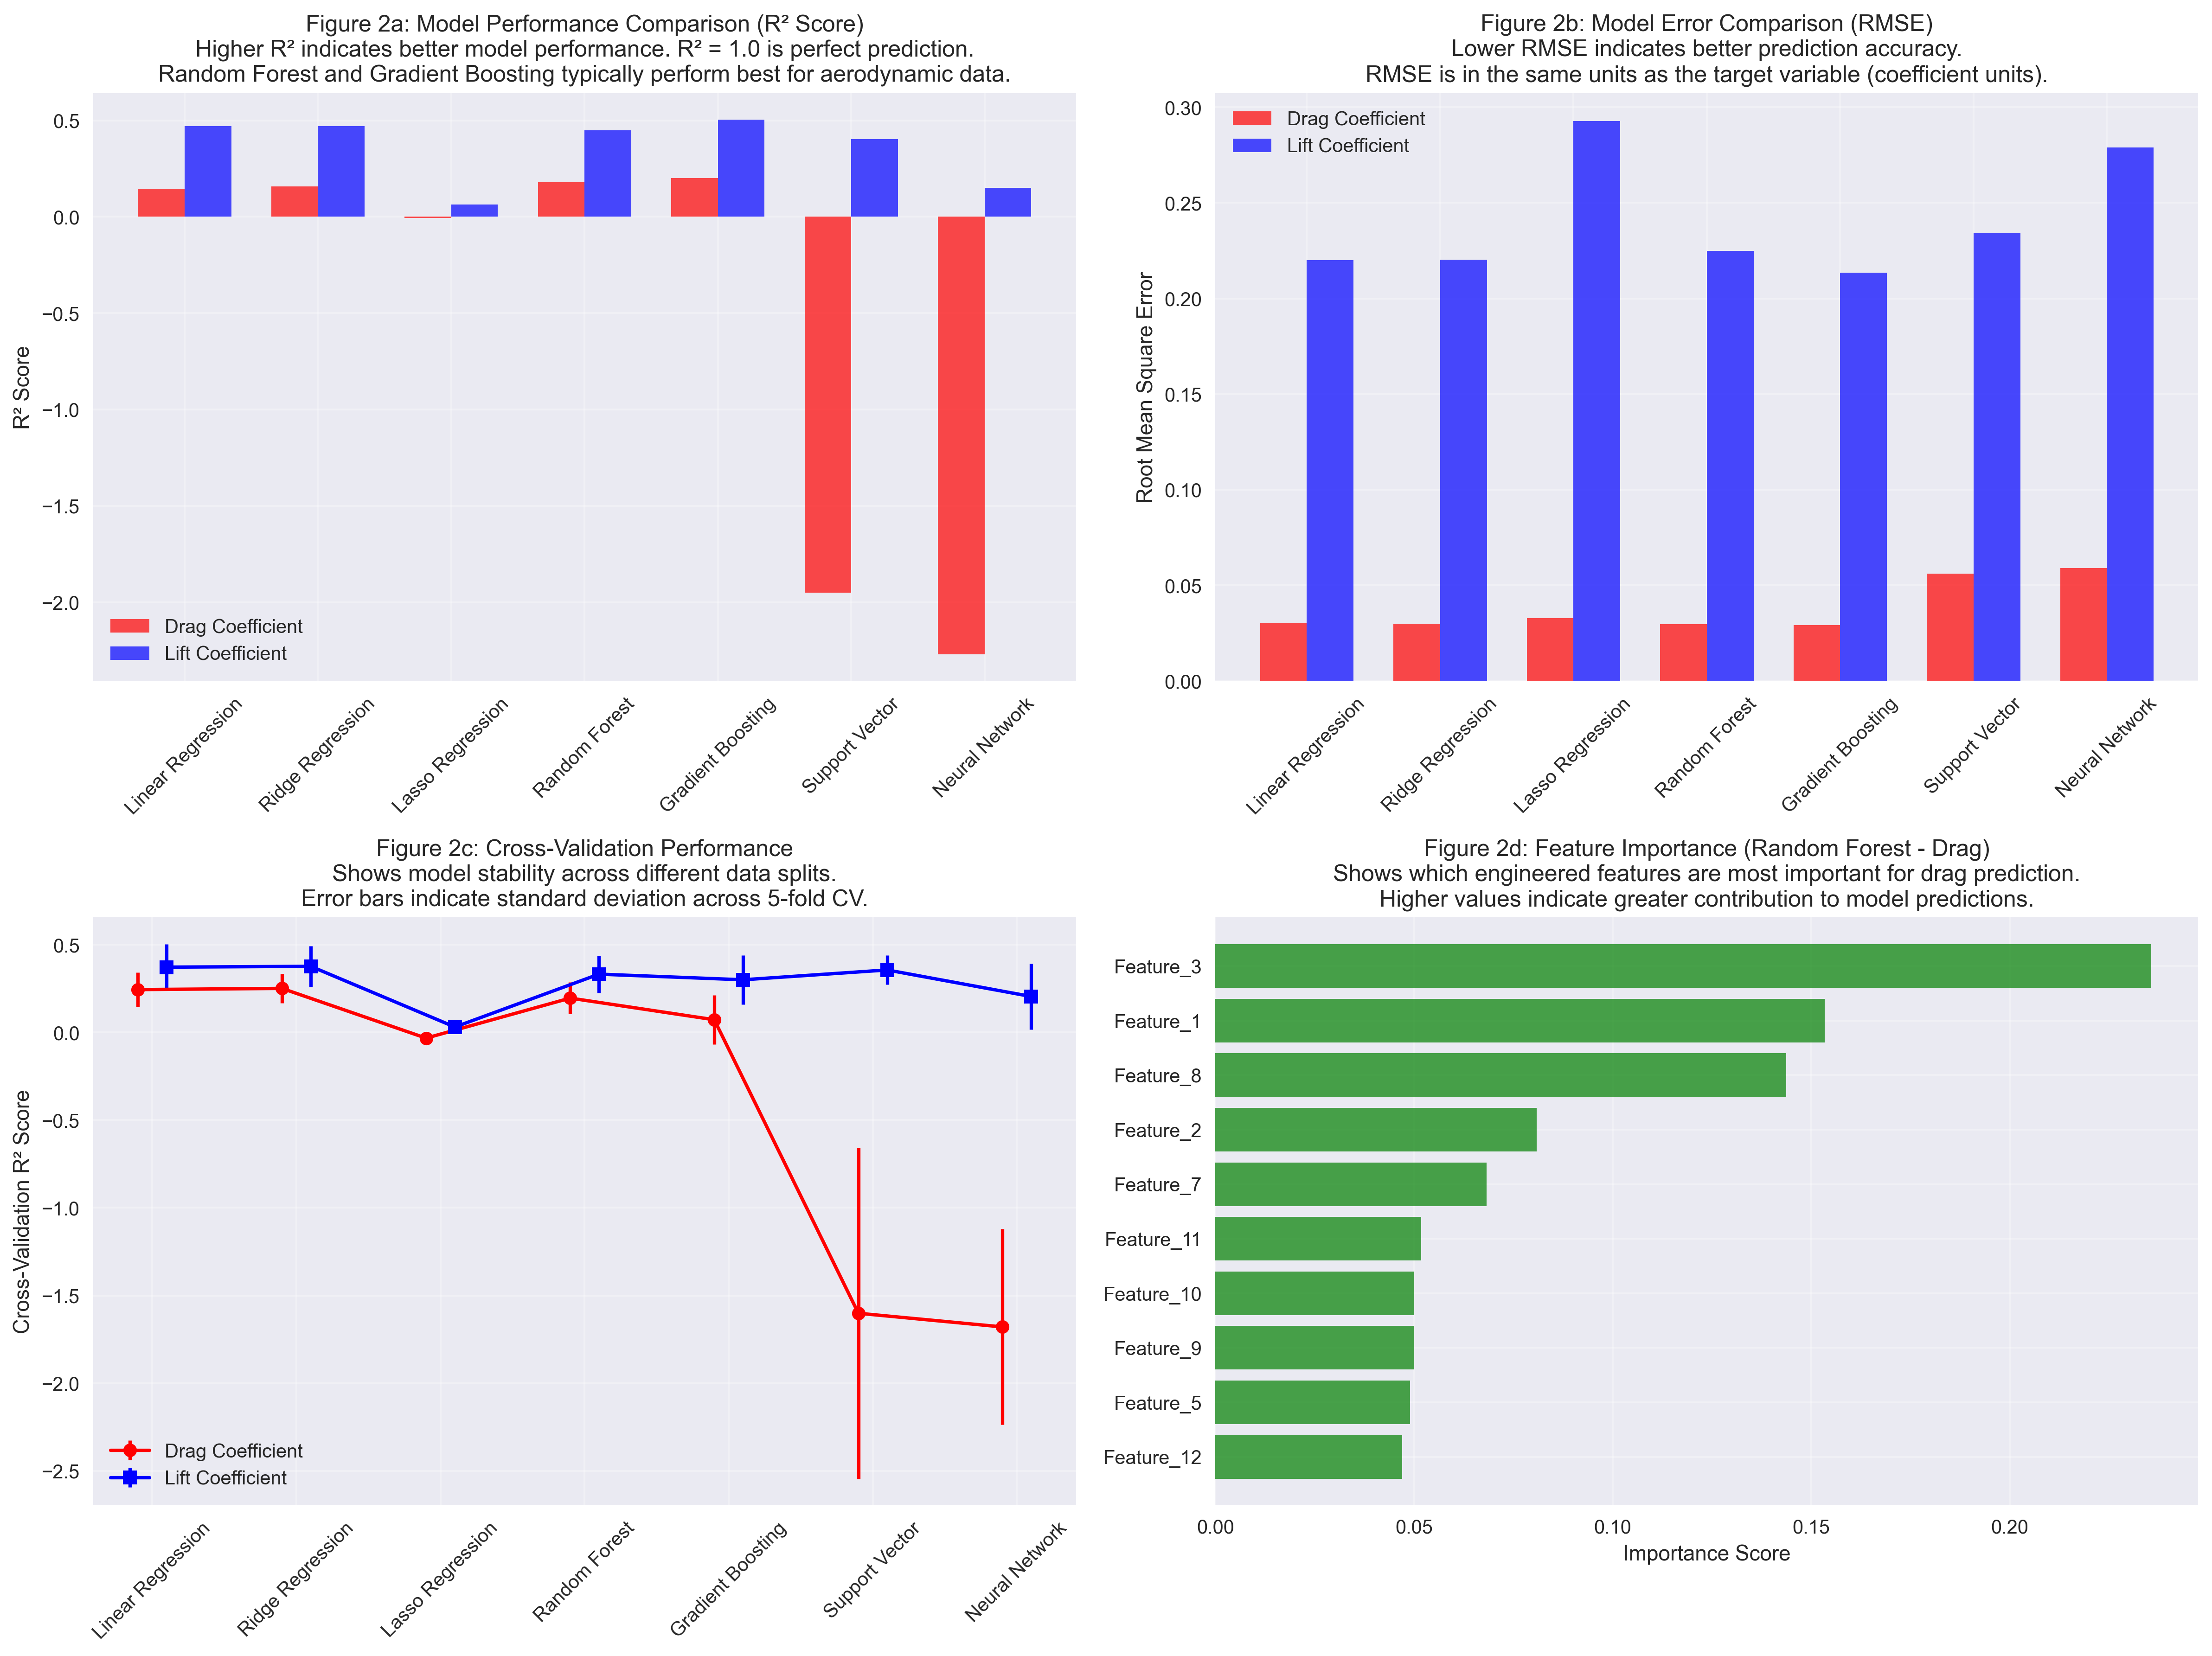 Figure 2a: Model Performance Comparison (R² Score)
Higher R² indicates better model performance. R² = 1.0 is perfect prediction.
Random Forest and Gradient Boosting typically perform best for aerodynamic data.
R² Score
0.5
0.0
−0.5
−1.0
−1.5
−2.0
Drag Coefficient
Lift Coefficient
Linear Regression
Ridge Regression
Lasso Regression
Random Forest
Gradient Boosting
Support Vector
Neural Network
Figure 2b: Model Error Comparison (RMSE)
Lower RMSE indicates better prediction accuracy.
RMSE is in the same units as the target variable (coefficient units).
Root Mean Square Error
0.30
0.25
0.20
0.15
0.10
0.05
0.00
Drag Coefficient
Lift Coefficient
Linear Regression
Ridge Regression
Lasso Regression
Random Forest
Gradient Boosting
Support Vector
Neural Network
Figure 2c: Cross-Validation Performance
Shows model stability across different data splits.
Error bars indicate standard deviation across 5-fold CV.
Cross-Validation R² Score
0.5
0.0
−0.5
−1.0
−1.5
−2.0
−2.5
Drag Coefficient
Lift Coefficient
Linear Regression
Ridge Regression
Lasso Regression
Random Forest
Gradient Boosting
Support Vector
Neural Network
Figure 2d: Feature Importance (Random Forest - Drag)
Shows which engineered features are most important for drag prediction.
Higher values indicate greater contribution to model predictions.
Feature_3
Feature_1
Feature_8
Feature_2
Feature_7
Feature_11
Feature_10
Feature_9
Feature_5
Feature_12
0.00
0.05
0.10
0.15
0.20
Importance Score